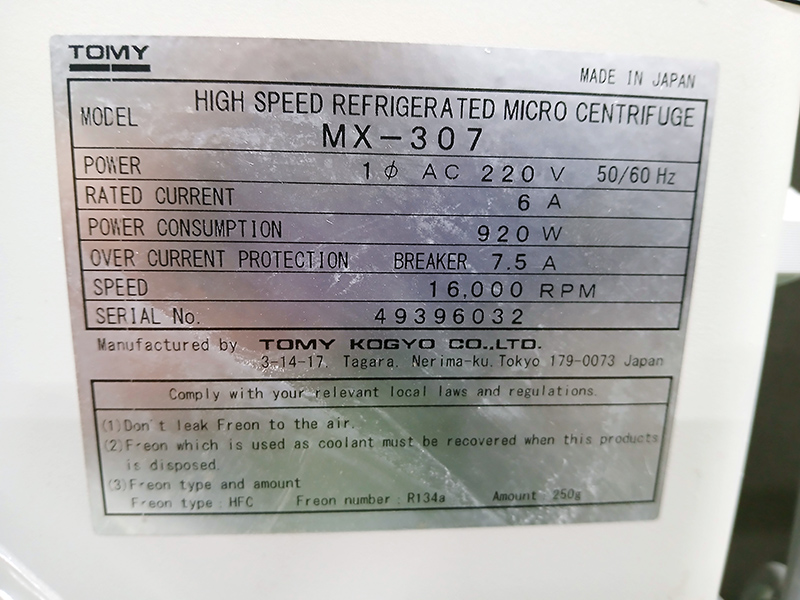 TOMY
MADE IN JAPAN
MODEL HIGH SPEED REFRIGERATED MICRO CENTRIFUGE
MX-307
POWER 1ϕ AC 220 V 50/60 Hz
RATED CURRENT 6 A
POWER CONSUMPTION 920 W
OVER CURRENT PROTECTION BREAKER 7.5 A
SPEED 16,000 RPM
SERIAL No. 49396032
Manufactured by TOMY KOGYO CO.,LTD.
3-14-17, Tagara, Nerima-ku, Tokyo 179-0073 Japan
Comply with your relevant local laws and regulations.
(1)Don't leak Freon to the air.
(2)Freon which is used as coolant must be recovered when this products
is disposed.
(3)Freon type and amount
Freon type : HFC Freon number : R134a Amount : 250g